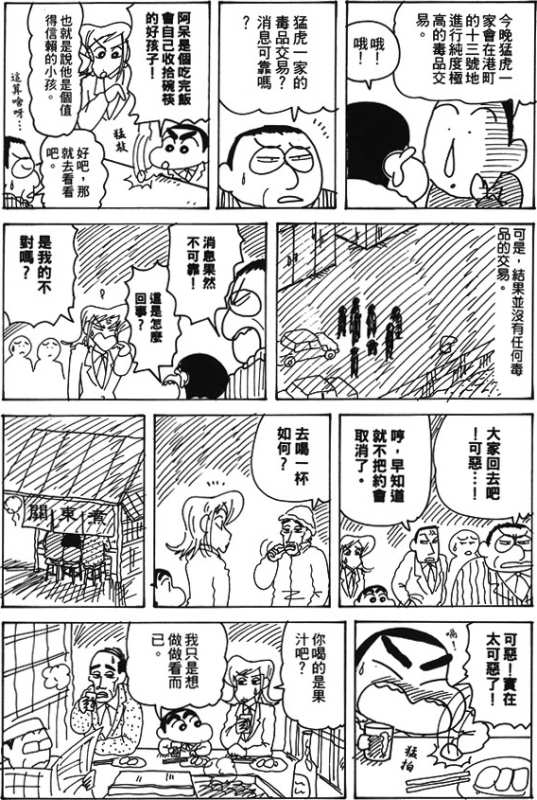 今晚猛虎一
家會在港町
的十三號地
進行純度極
高的毒品交
易。
哦！
哦！
猛虎一家的
毒品交易？
消息可靠嗎
？
阿呆是個吃完飯
會自己收拾碗筷
的好孩子！
也就是說他是個值
得信賴的小孩。
猛敲
這算啥呀…
好吧，那
就去看看
吧。
可是，結果並沒有任何毒
品的交易。
消息果然
不可靠！
這是怎麼
回事？
是我的不
對嗎？
大家回去吧
！可惡…！
哼，早知道
就不把約會
取消了。
去喝一杯
如何？
關東煮
可惡！實在
太可惡了！
嗝！
猛拍
你喝的是果
汁吧？
我只是想
做做看而
已。